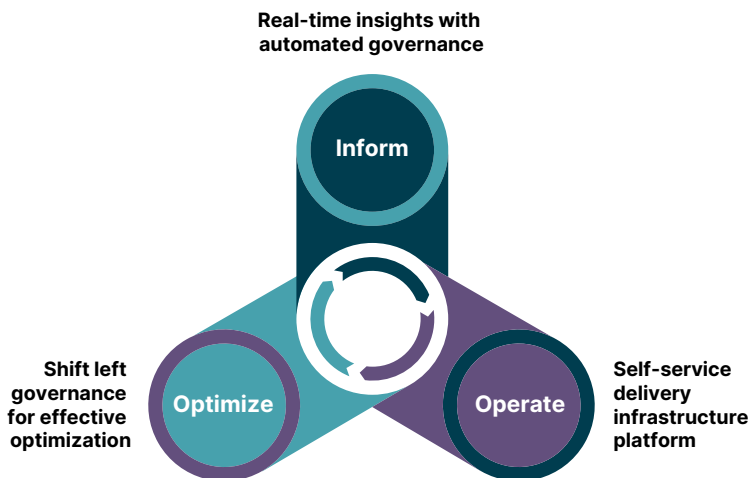 Real-time insights with
automated governance
Inform
Shift left
governance
for effective
optimization
Optimize
Operate
Self-service
delivery
infrastructure
platform